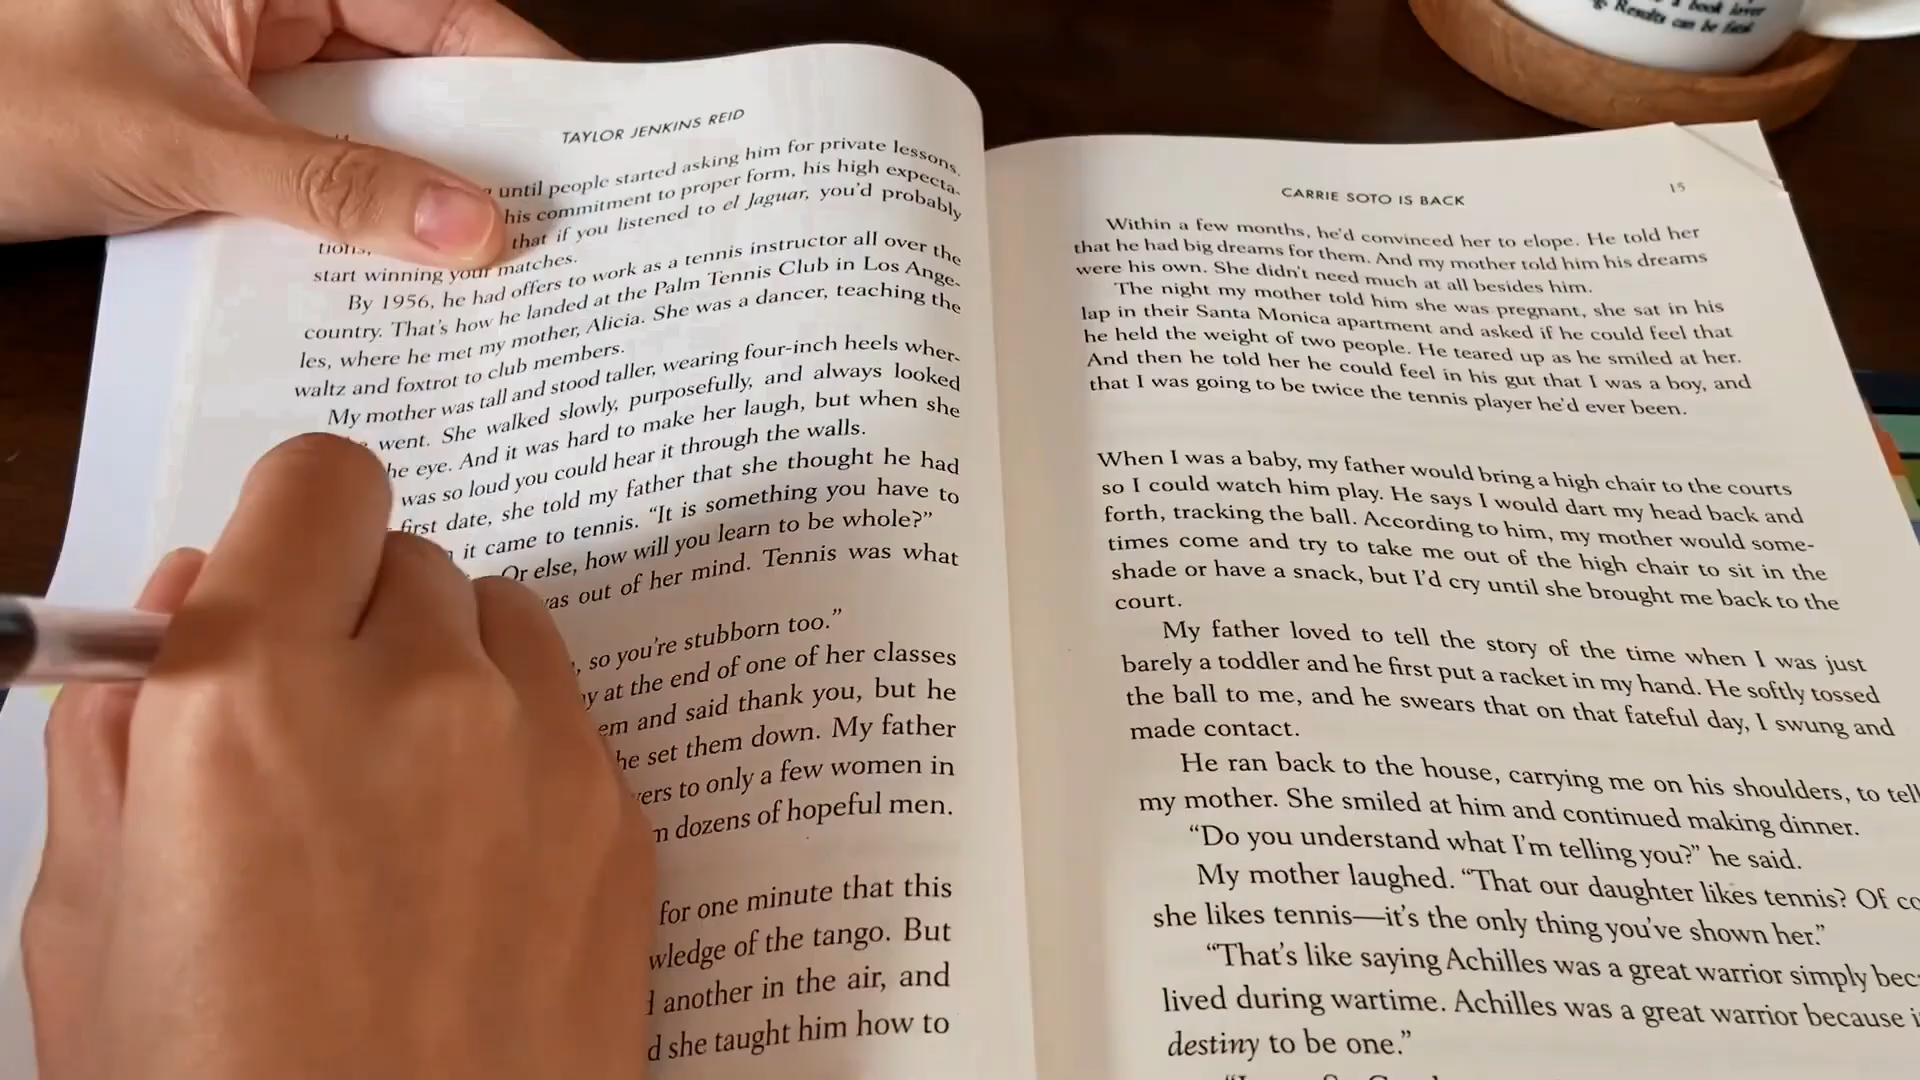 a book lover
Results can be fatal.
TAYLOR JENKINS REID
until people started asking him for private lessons.
his commitment to proper form, his high expecta-
tions, that if you listened to el Jaguar, you'd probably
start winning your matches.
By 1956, he had offers to work as a tennis instructor all over the
country. That's how he landed at the Palm Tennis Club in Los Ange-
les, where he met my mother, Alicia. She was a dancer, teaching the
waltz and foxtrot to club members.
My mother was tall and stood taller, wearing four-inch heels wher-
went. She walked slowly, purposefully, and always looked
he eye. And it was hard to make her laugh, but when she
was so loud you could hear it through the walls.
first date, she told my father that she thought he had
it came to tennis. “It is something you have to
Or else, how will you learn to be whole?”
was out of her mind. Tennis was what
, so you're stubborn too.”
at the end of one of her classes
em and said thank you, but he
he set them down. My father
ers to only a few women in
dozens of hopeful men.
for one minute that this
wledge of the tango. But
another in the air, and
she taught him how to
CARRIE SOTO IS BACK 15
Within a few months, he'd convinced her to elope. He told her
that he had big dreams for them. And my mother told him his dreams
were his own. She didn't need much at all besides him.
The night my mother told him she was pregnant, she sat in his
lap in their Santa Monica apartment and asked if he could feel that
he held the weight of two people. He teared up as he smiled at her.
And then he told her he could feel in his gut that I was a boy, and
that I was going to be twice the tennis player he'd ever been.
When I was a baby, my father would bring a high chair to the courts
so I could watch him play. He says I would dart my head back and
forth, tracking the ball. According to him, my mother would some-
times come and try to take me out of the high chair to sit in the
shade or have a snack, but I'd cry until she brought me back to the
court.
My father loved to tell the story of the time when I was just
barely a toddler and he first put a racket in my hand. He softly tossed
the ball to me, and he swears that on that fateful day, I swung and
made contact.
He ran back to the house, carrying me on his shoulders, to tell
my mother. She smiled at him and continued making dinner.
“Do you understand what I'm telling you?” he said.
My mother laughed. “That our daughter likes tennis? Of co
she likes tennis—it's the only thing you've shown her.”
“That's like saying Achilles was a great warrior simply bec
lived during wartime. Achilles was a great warrior because i
destiny to be one.”